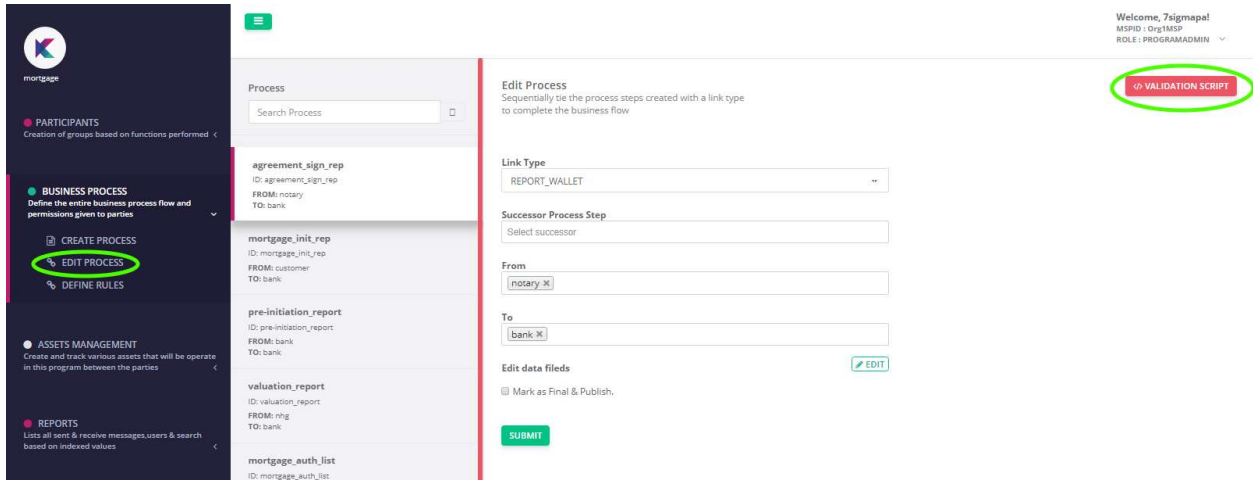 Welcome, 7sigmapa!
MSPID : Org1MSP
ROLE : PROGRAMADMIN
mortgage
PARTICIPANTS
Creation of groups based on functions performed
BUSINESS PROCESS
Define the entire business process flow and
permissions given to parties
CREATE PROCESS
EDIT PROCESS
DEFINE RULES
ASSETS MANAGEMENT
Create and track various assets that will be operate
in this program between the parties
REPORTS
Lists all sent & receive messages,users & search
based on indexed values
Process
Search Process
agreement_sign_rep
ID: agreement_sign_rep
FROM: notary
TO: bank
mortgage_init_rep
ID: mortgage_init_rep
FROM: customer
TO: bank
pre-initiation_report
ID: pre-initiation_report
FROM: bank
TO: bank
valuation_report
ID: valuation_report
FROM: nhg
TO: bank
mortgage_auth_list
ID: mortgage_auth_list
Edit Process
Sequentially tie the process steps created with a link type
to complete the business flow
</> VALIDATION SCRIPT
Link Type
REPORT_WALLET
Successor Process Step
Select successor
From
notary
To
bank
Edit data fileds
EDIT
Mark as Final & Publish.
SUBMIT